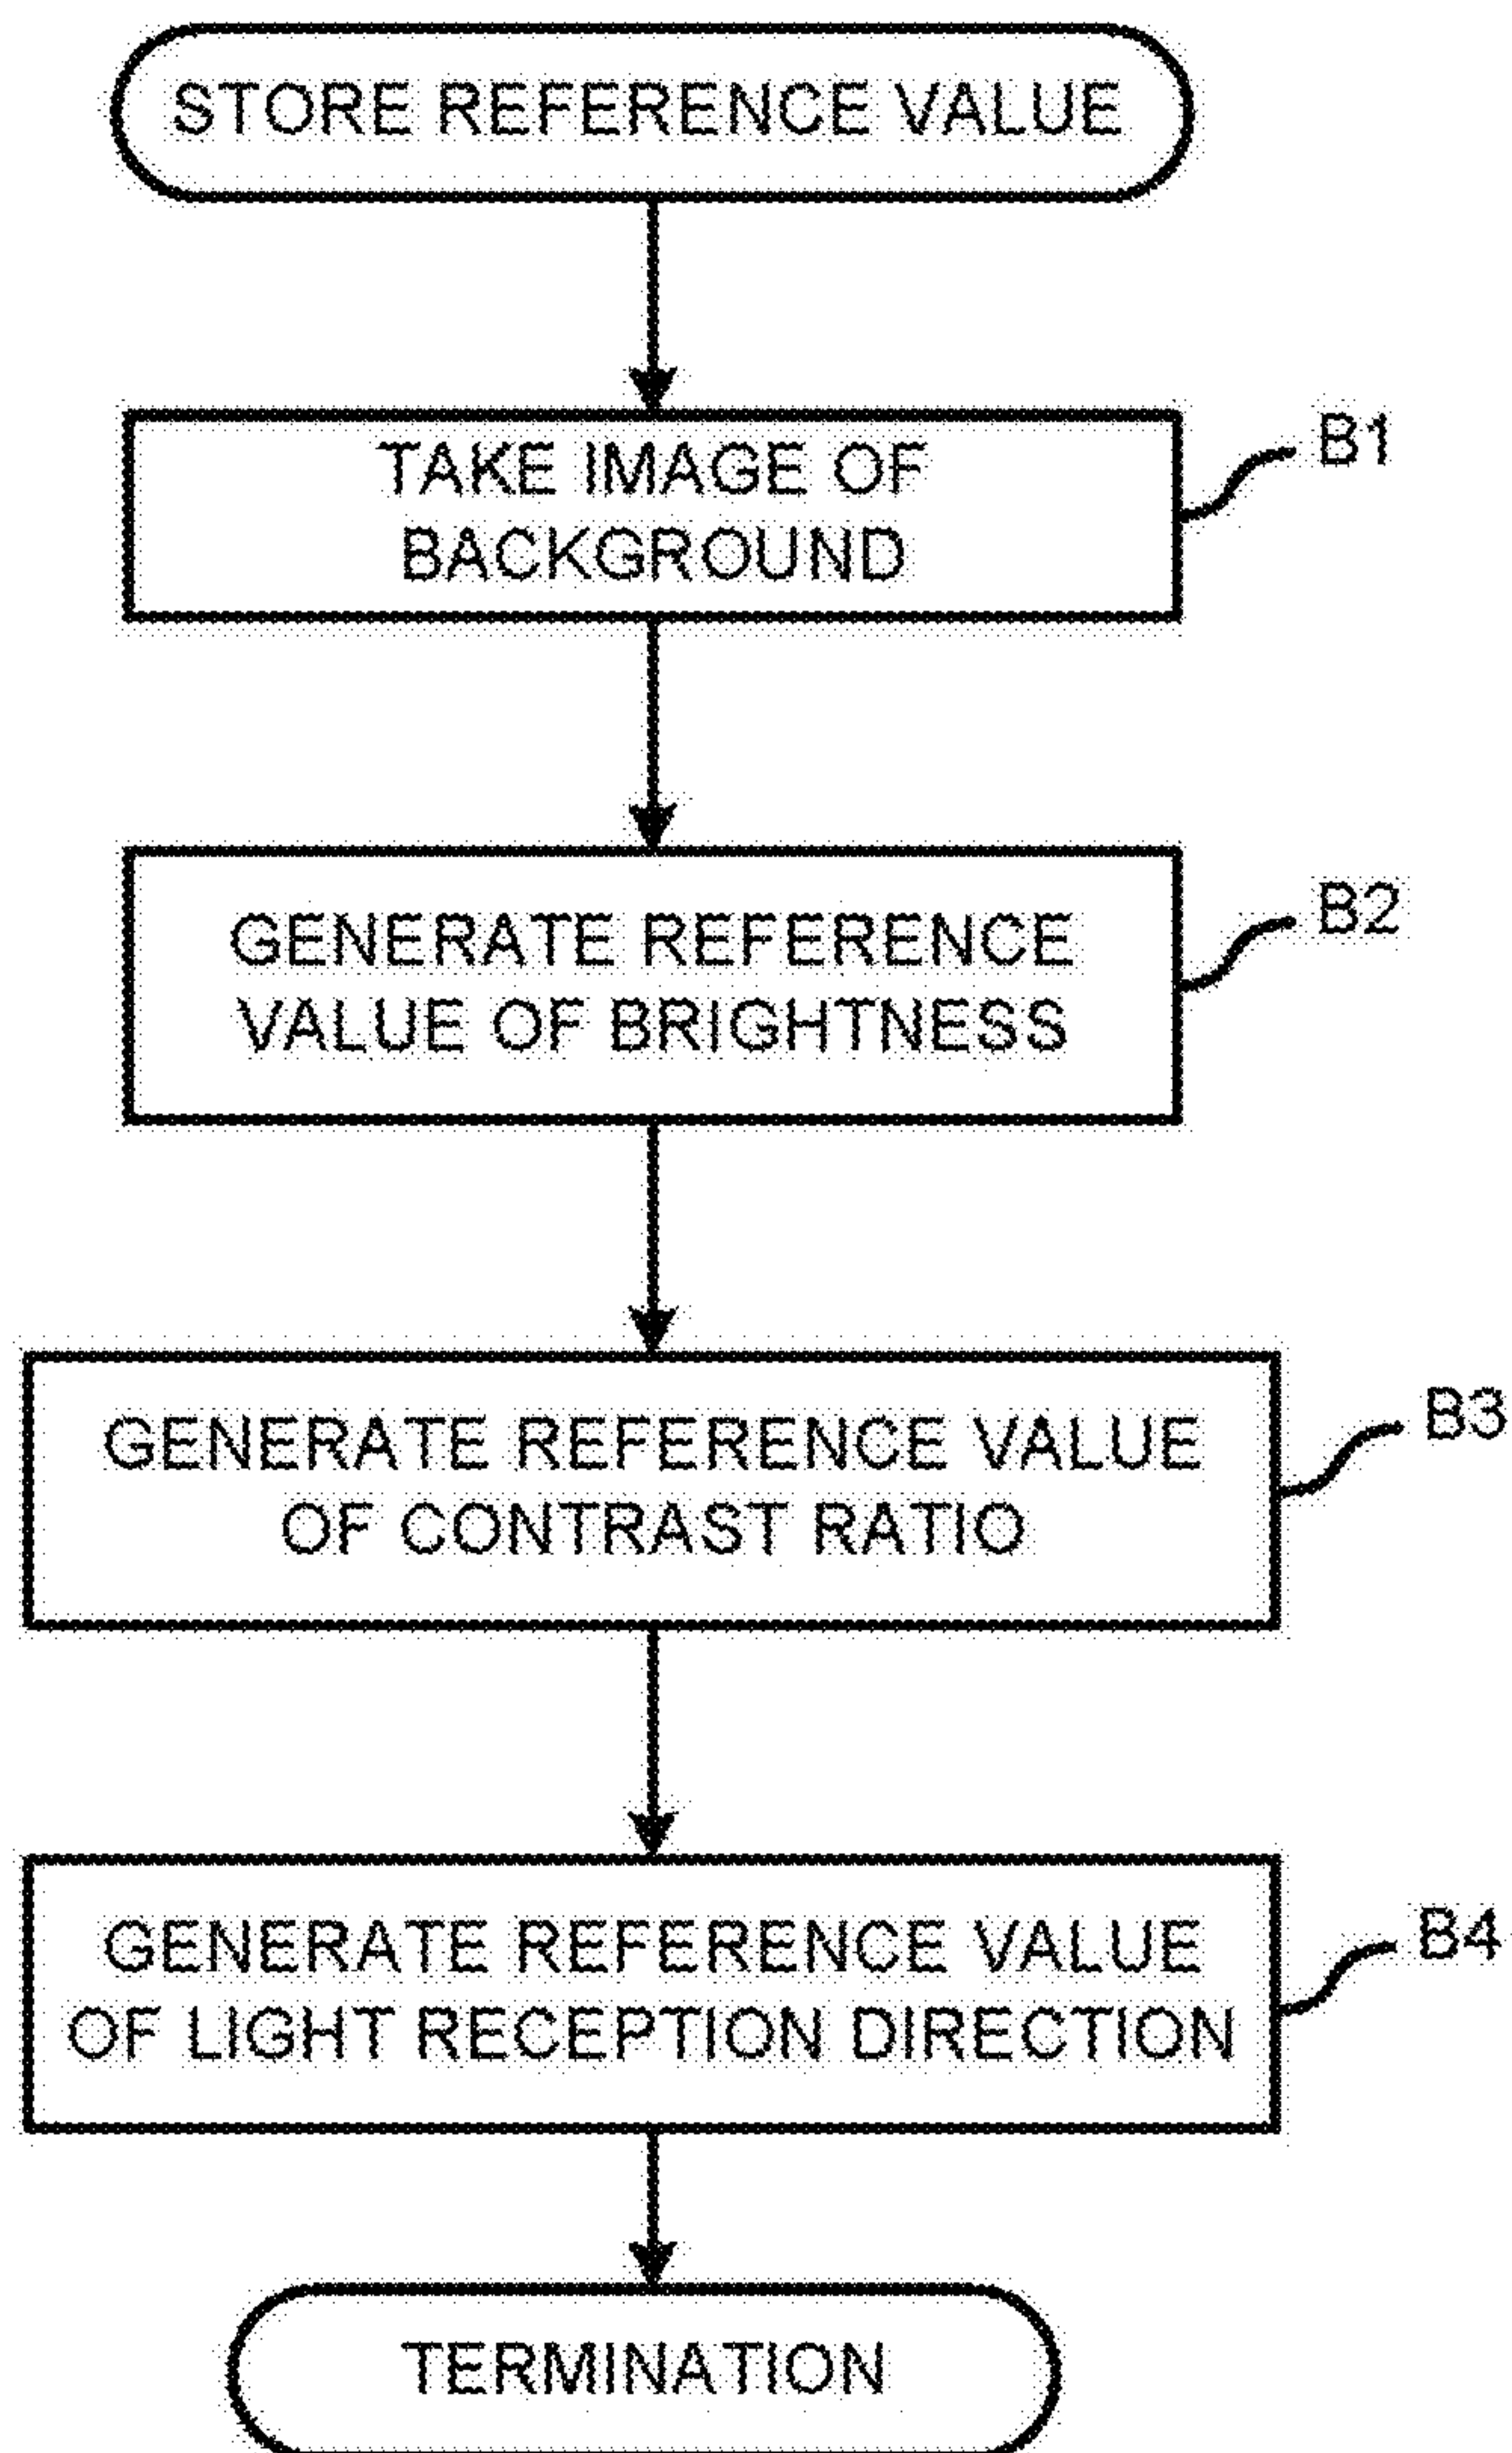 STORE REFERENCE VALUE
TAKE IMAGE OF
BACKGROUND
B1
GENERATE REFERENCE
VALUE OF BRIGHTNESS
B2
GENERATE REFERENCE VALUE
OF CONTRAST RATIO
B3
GENERATE REFERENCE VALUE
OF LIGHT RECEPTION DIRECTION
B4
TERMINATION